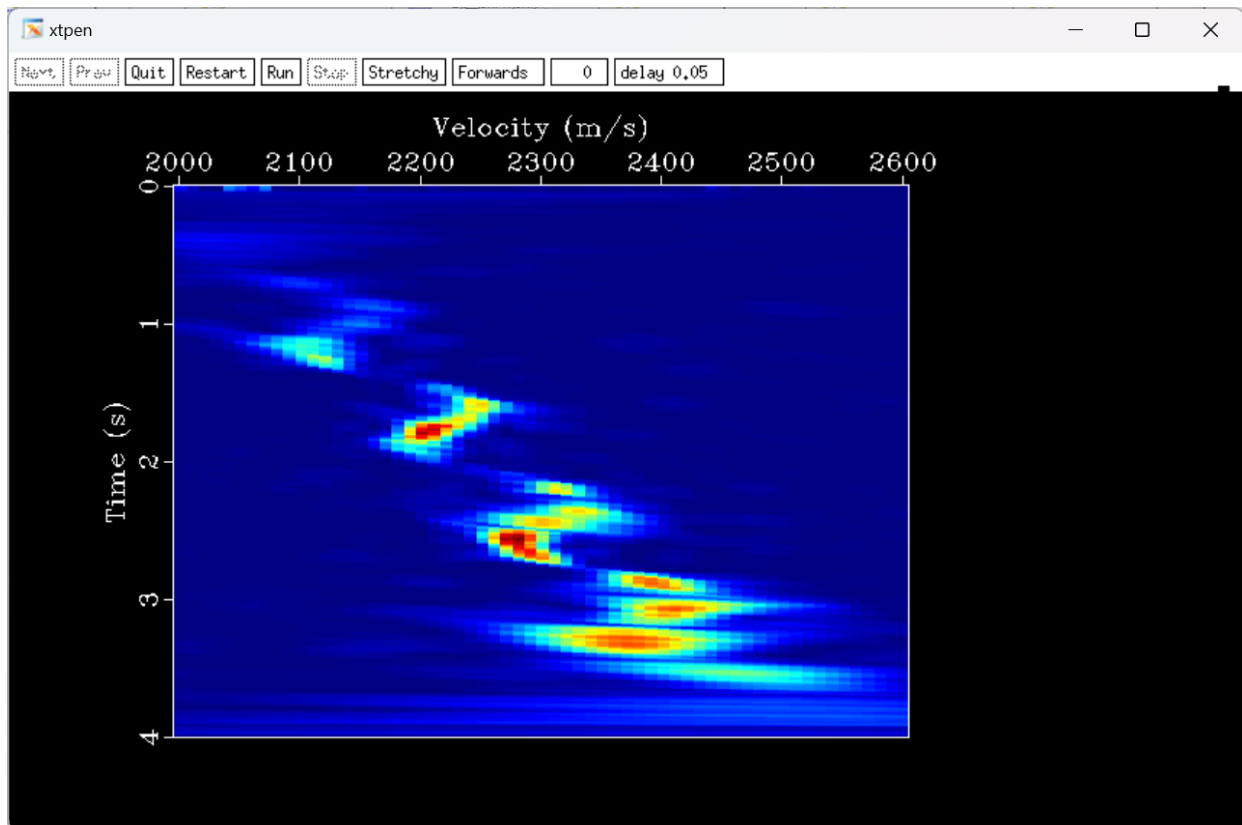 xtpen
Next Prev Quit Restart Run Stop Stretchy Forwards 0 delay 0.05
Velocity (m/s)
2000 2100 2200 2300 2400 2500 2600
0
1
Time (s)
2
3
4